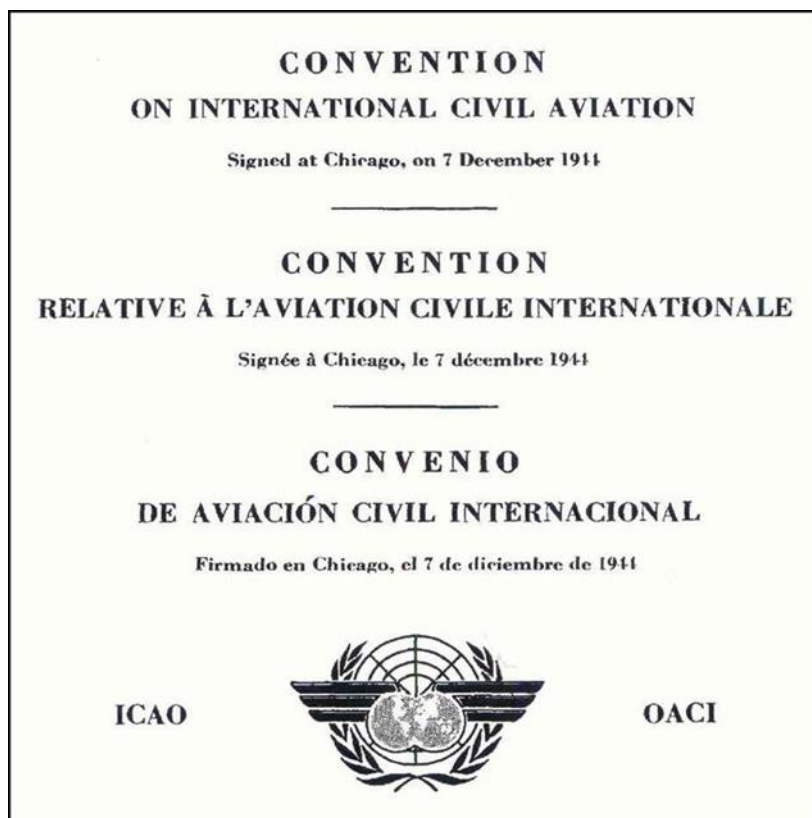 CONVENTION
ON INTERNATIONAL CIVIL AVIATION
Signed at Chicago, on 7 December 1944
CONVENTION
RELATIVE À L'AVIATION CIVILE INTERNATIONALE
Signée à Chicago, le 7 décembre 1944
CONVENIO
DE AVIACIÓN CIVIL INTERNACIONAL
Firmado en Chicago, el 7 de diciembre de 1944
ICAO OACI